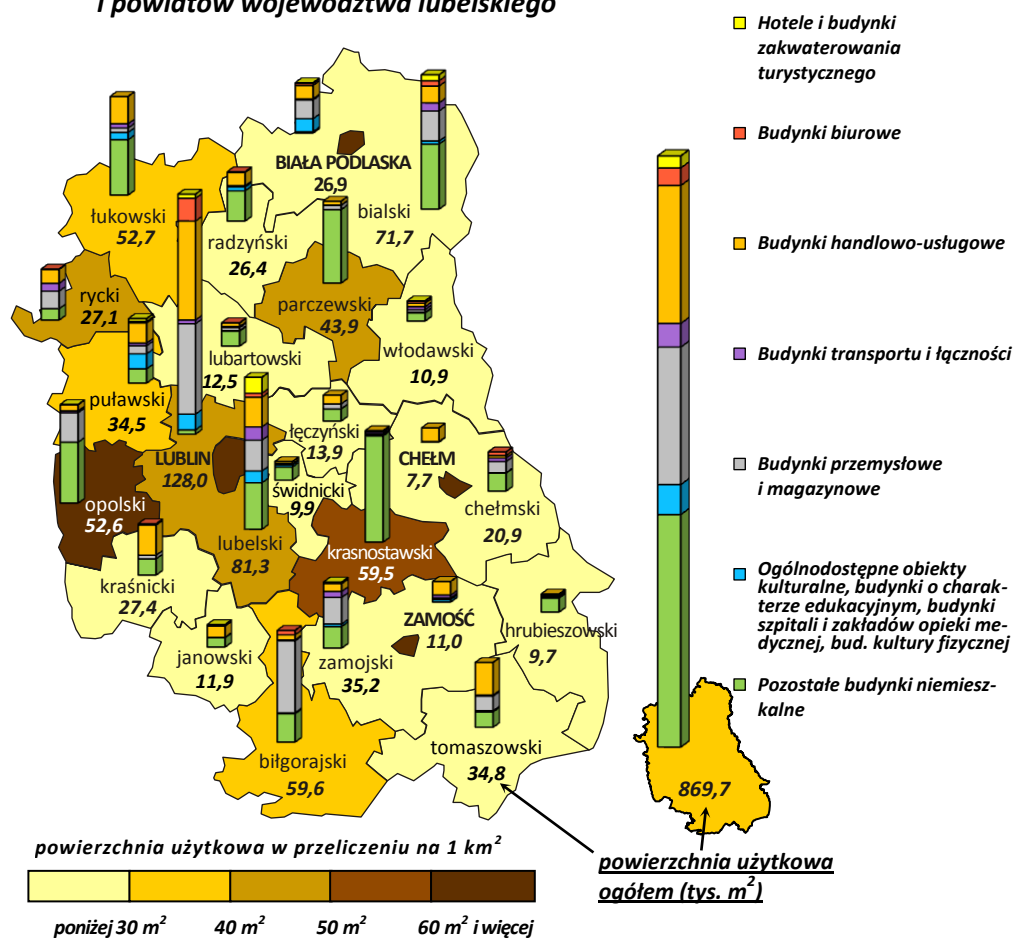 i powiatów województwa lubelskiego
Hotele i budynki
zakwaterowania
turystycznego
Budynki biurowe
Budynki handlowo-usługowe
Budynki transportu i łączności
Budynki przemysłowe
i magazynowe
Ogólnodostępne obiekty
kulturalne, budynki o charak-
terze edukacyjnym, budynki
szpitali i zakładów opieki me-
dycznej, bud. kultury fizycznej
Pozostałe budynki niemiesz-
kalne
BIAŁA PODLASKA
26,9
bialski
71,7
łukowski
52,7
radzyński
26,4
rycki
27,1
parczewski
43,9
włodawski
10,9
lubartowski
12,5
puławski
34,5
łęczyński
13,9
LUBLIN
128,0
CHEŁM
7,7
świdnicki
9,9
chełmski
20,9
opolski
52,6
lubelski
81,3
krasnostawski
59,5
kraśnicki
27,4
ZAMOŚĆ
11,0
hrubieszowski
9,7
janowski
11,9
zamojski
35,2
biłgorajski
59,6
tomaszowski
34,8
869,7
powierzchnia użytkowa w przeliczeniu na 1 km²
poniżej 30 m² 40 m² 50 m² 60 m² i więcej
powierzchnia użytkowa
ogółem (tys. m²)